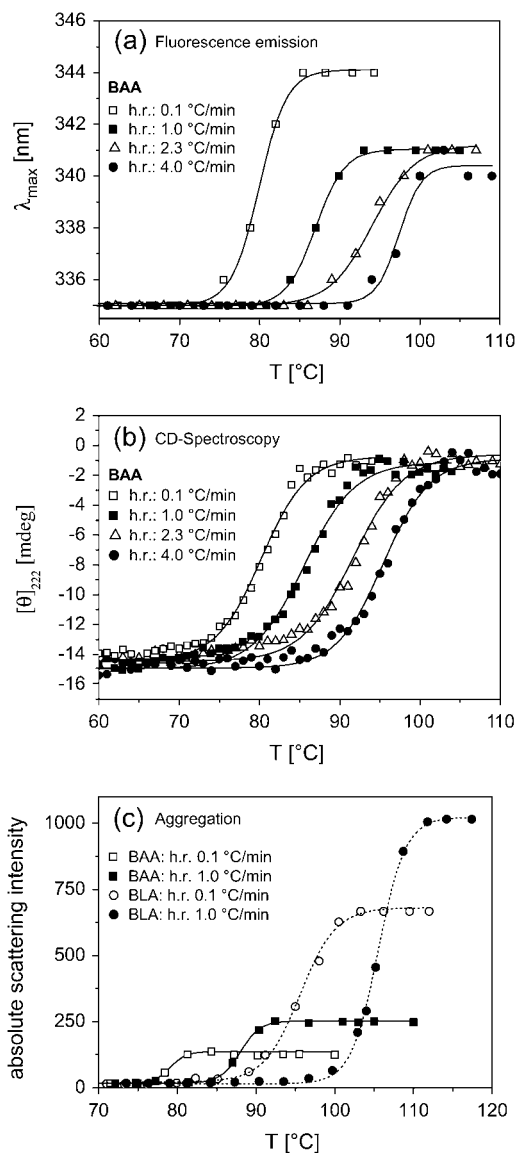 (a) Fluorescence emission
BAA
h.r.: 0.1 °C/min
h.r.: 1.0 °C/min
h.r.: 2.3 °C/min
h.r.: 4.0 °C/min
λmax [nm]
344
341
340
336
60 70 80 90 100 110
T [°C]
(b) CD-Spectroscopy
BAA
h.r.: 0.1 °C/min
h.r.: 1.0 °C/min
h.r.: 2.3 °C/min
h.r.: 4.0 °C/min
[θ]222 [mdeg]
2
0
-2
-4
-6
-8
-10
-12
-14
-16
60 70 80 90 100 110
T [°C]
(c) Aggregation
BAA: h.r. 0.1 °C/min
BAA: h.r. 1.0 °C/min
BLA: h.r. 0.1 °C/min
BLA: h.r. 1.0 °C/min
absolute scattering intensity
1000
750
500
250
0
70 80 90 100 110 120
T [°C]